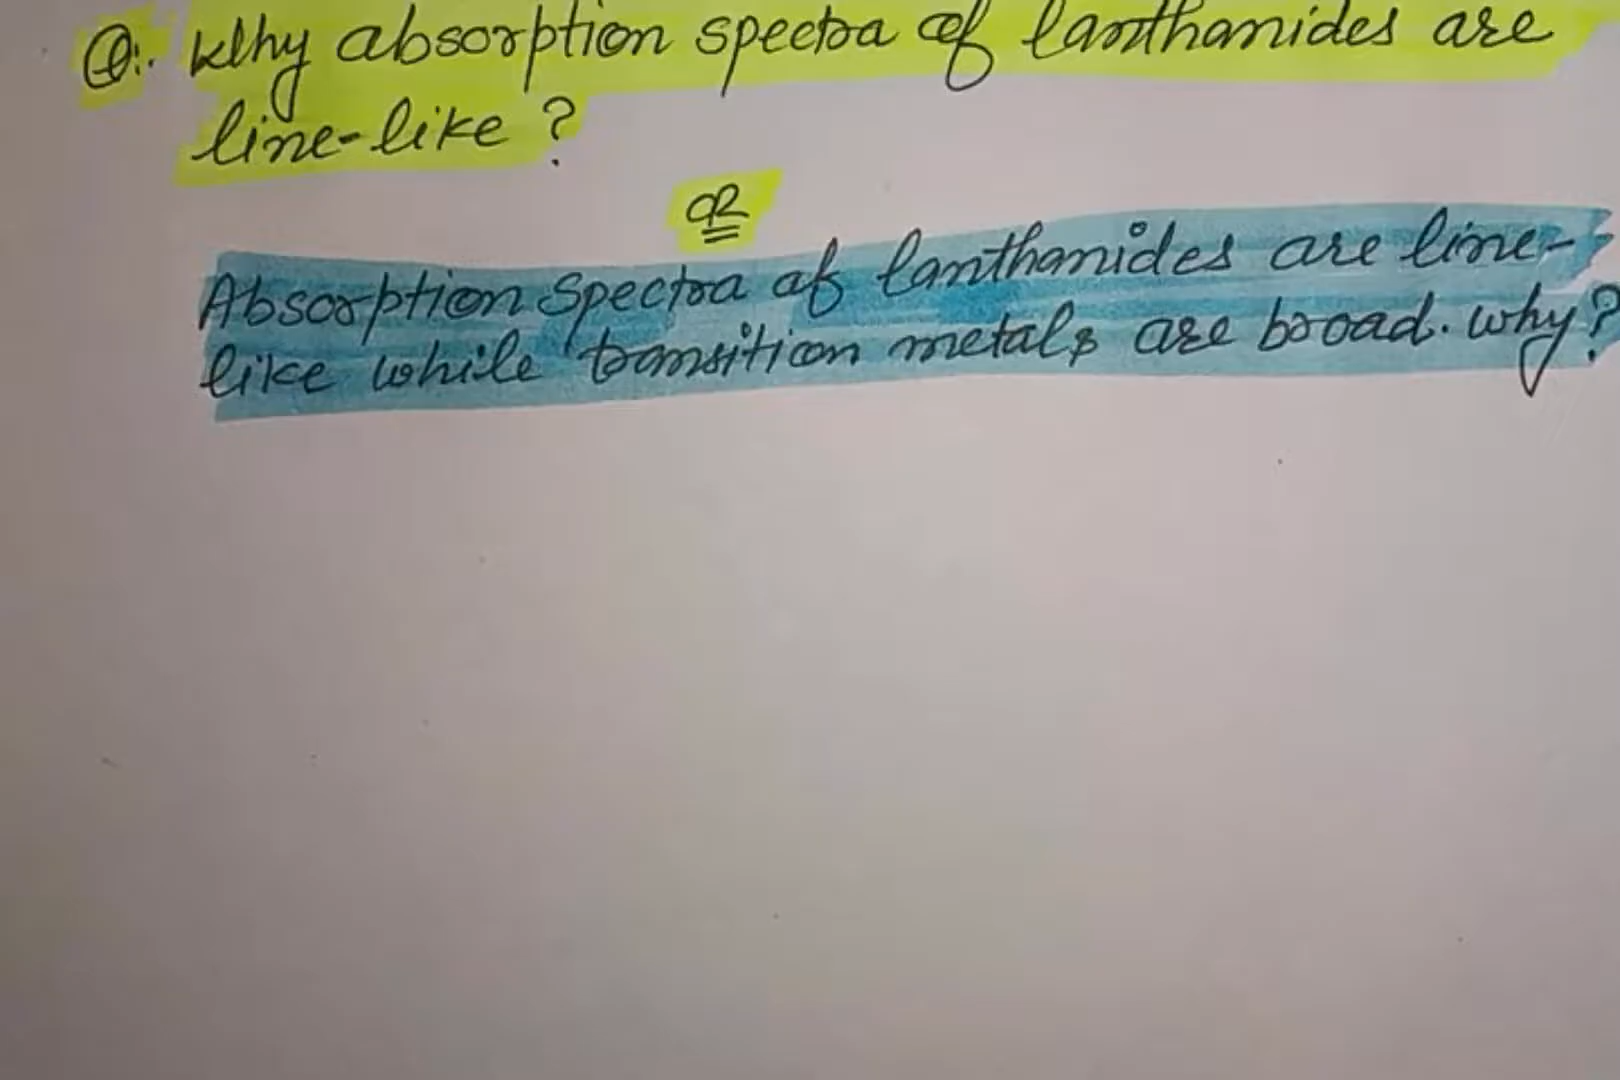 Q:. Why absorption spectra of lanthanides are
line-like ?
OR
Absorption Spectra of lanthanides are line-
like while transition metals are broad. why?